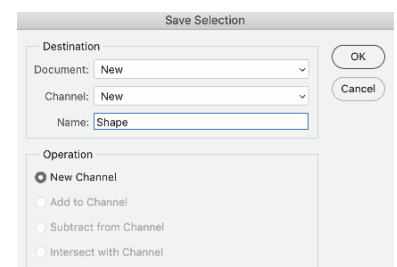 Save Selection
Destination
OK
Document: New
Cancel
Channel: New
Name: Shape
Operation
New Channel
Add to Channel
Subtract from Channel
Intersect with Channel